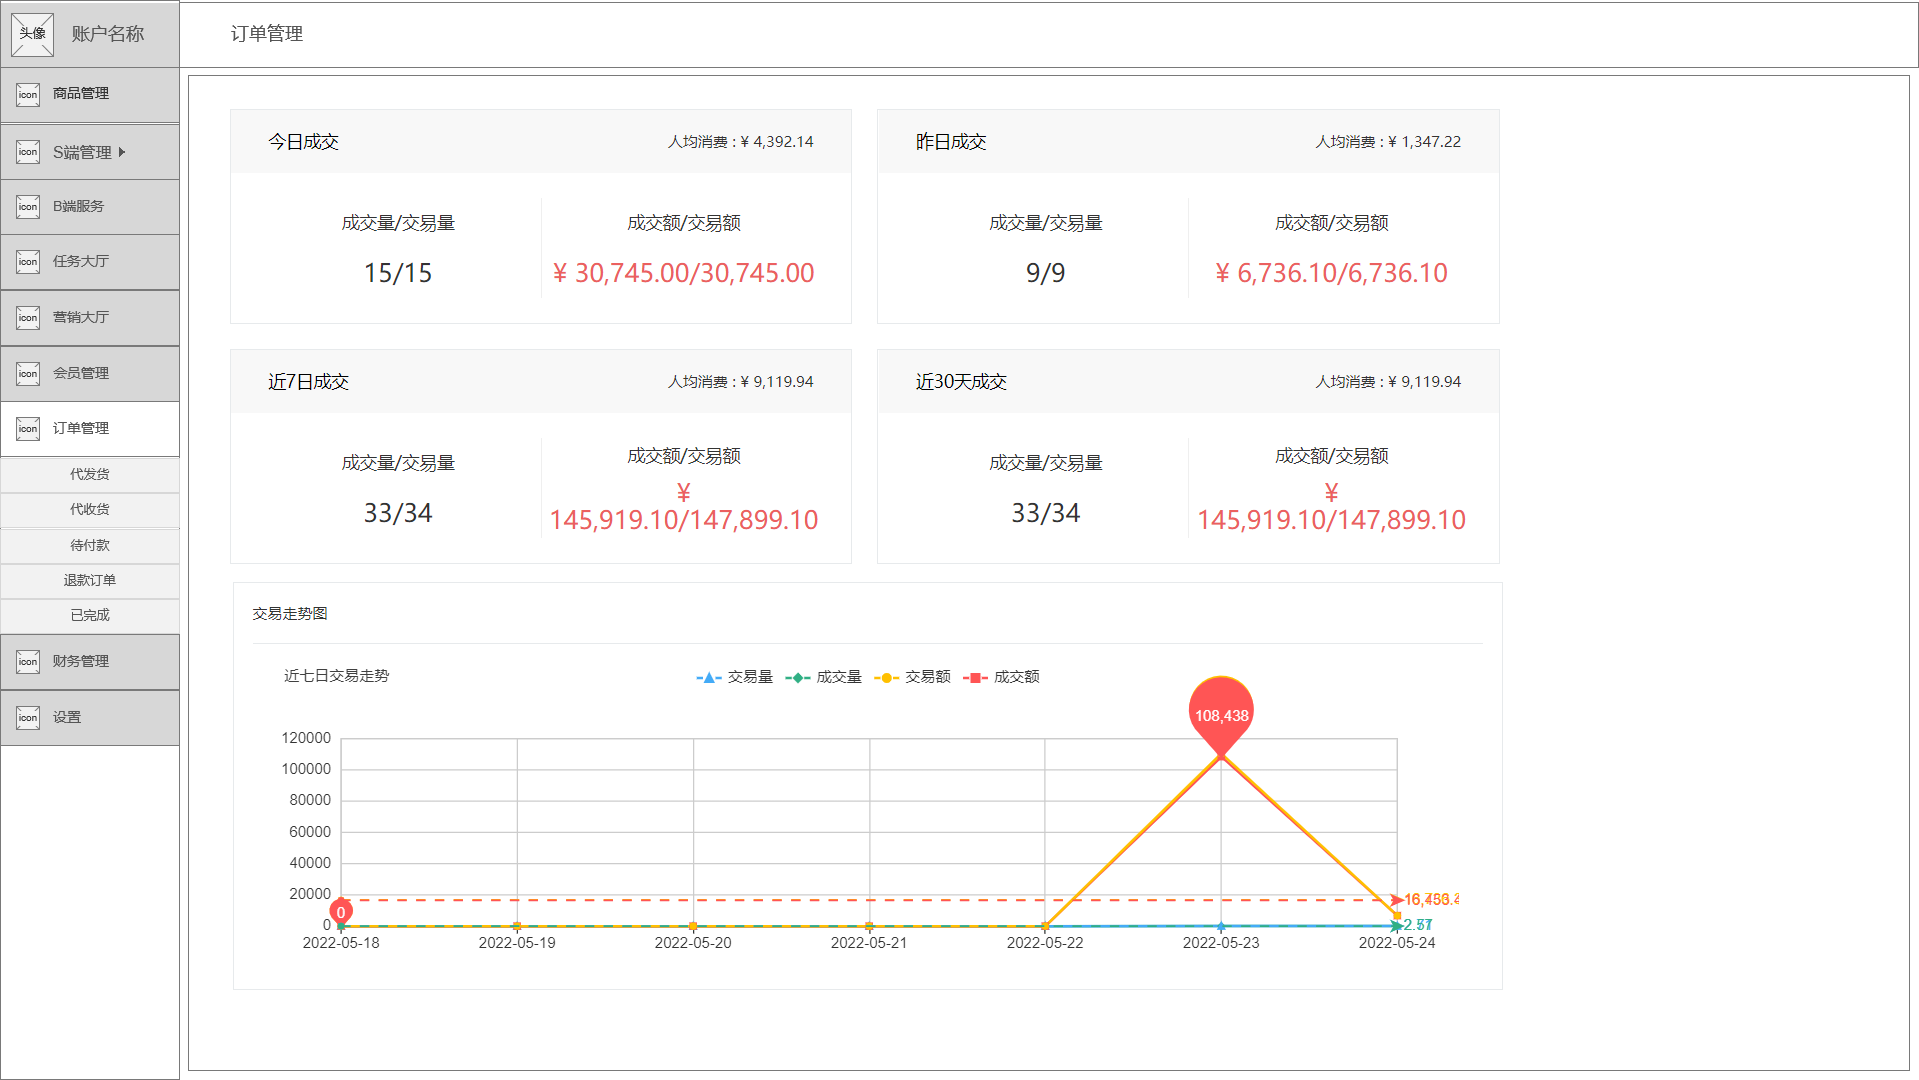 头像
账户名称
订单管理
icon
商品管理
icon
S端管理
icon
B端服务
icon
任务大厅
icon
营销大厅
icon
会员管理
icon
订单管理
代发货
代收货
待付款
退款订单
已完成
icon
财务管理
icon
设置
今日成交
人均消费：¥ 4,392.14
成交量/交易量
15/15
成交额/交易额
¥ 30,745.00/30,745.00
昨日成交
人均消费：¥ 1,347.22
成交量/交易量
9/9
成交额/交易额
¥ 6,736.10/6,736.10
近7日成交
人均消费：¥ 9,119.94
成交量/交易量
33/34
成交额/交易额
¥
145,919.10/147,899.10
近30天成交
人均消费：¥ 9,119.94
成交量/交易量
33/34
成交额/交易额
¥
145,919.10/147,899.10
交易走势图
近七日交易走势
交易量
成交量
交易额
成交额
108,438
120000
100000
80000
60000
40000
20000
0
0
2022-05-18
2022-05-19
2022-05-20
2022-05-21
2022-05-22
2022-05-23
2022-05-24